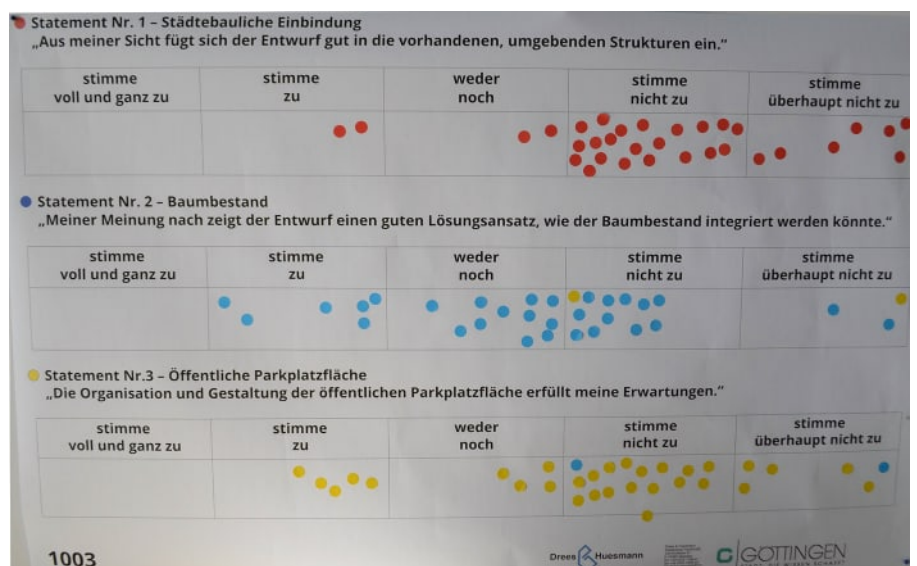 Statement Nr. 1 – Städtebauliche Einbindung
„Aus meiner Sicht fügt sich der Entwurf gut in die vorhandenen, umgebenden Strukturen ein.“
stimme voll und ganz zu
stimme zu
weder noch
stimme nicht zu
stimme überhaupt nicht zu
Statement Nr. 2 – Baumbestand
„Meiner Meinung nach zeigt der Entwurf einen guten Lösungsansatz, wie der Baumbestand integriert werden könnte.“
stimme voll und ganz zu
stimme zu
weder noch
stimme nicht zu
stimme überhaupt nicht zu
Statement Nr.3 – Öffentliche Parkplatzfläche
„Die Organisation und Gestaltung der öffentlichen Parkplatzfläche erfüllt meine Erwartungen.“
stimme voll und ganz zu
stimme zu
weder noch
stimme nicht zu
stimme überhaupt nicht zu
1003
Drees Huesmann
GÖTTINGEN